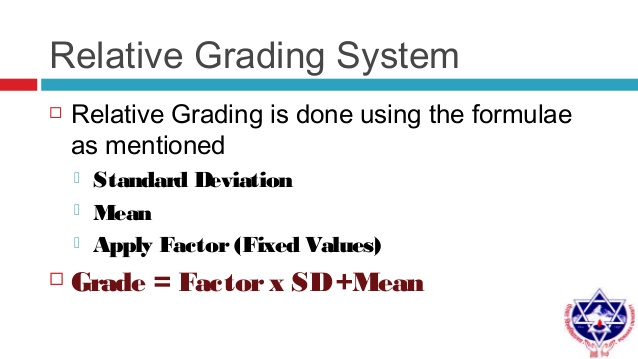 Relative Grading System
Relative Grading is done using the formulae
as mentioned
Standard Deviation
Mean
Apply Factor (Fixed Values)
Grade = Factor x SD+Mean